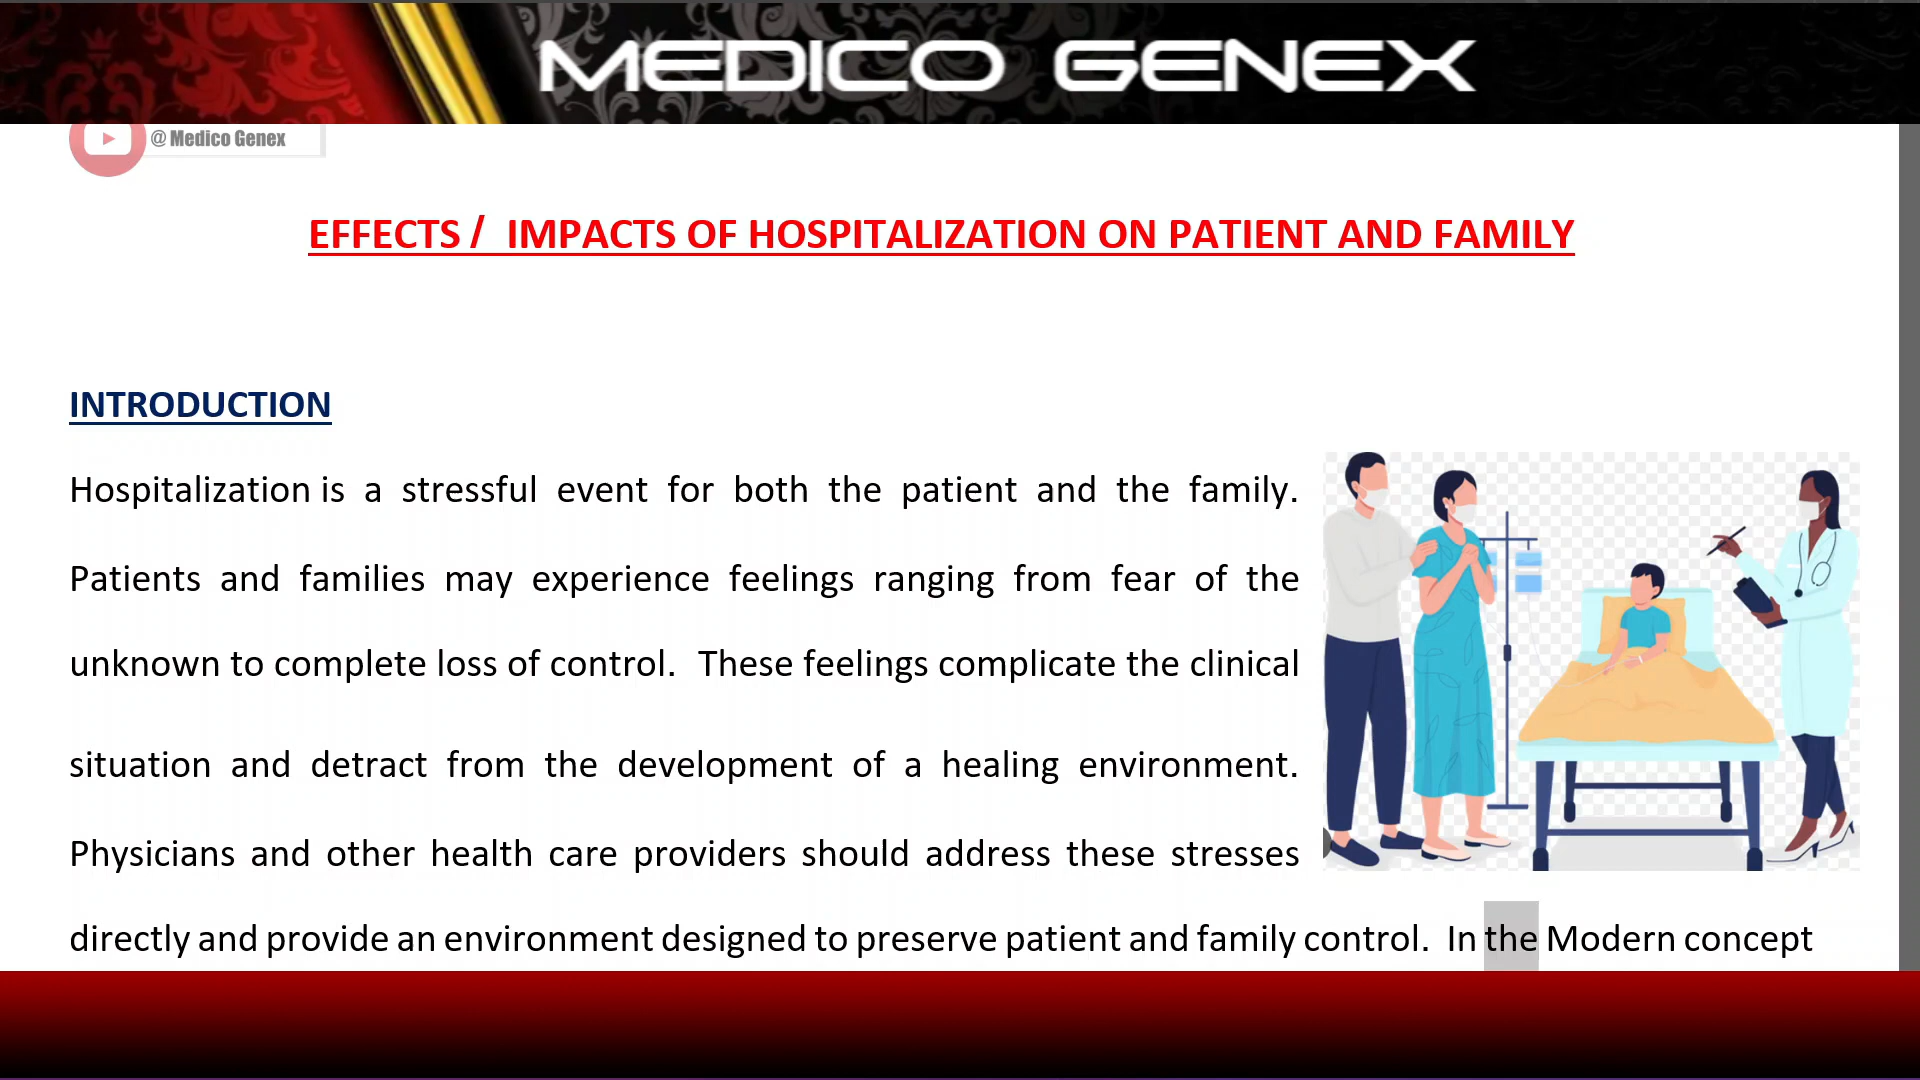 MEDICO GENEX
@ Medico Genex
EFFECTS / IMPACTS OF HOSPITALIZATION ON PATIENT AND FAMILY
INTRODUCTION
Hospitalization is a stressful event for both the patient and the family.
Patients and families may experience feelings ranging from fear of the
unknown to complete loss of control. These feelings complicate the clinical
situation and detract from the development of a healing environment.
Physicians and other health care providers should address these stresses
directly and provide an environment designed to preserve patient and family control. In the Modern concept